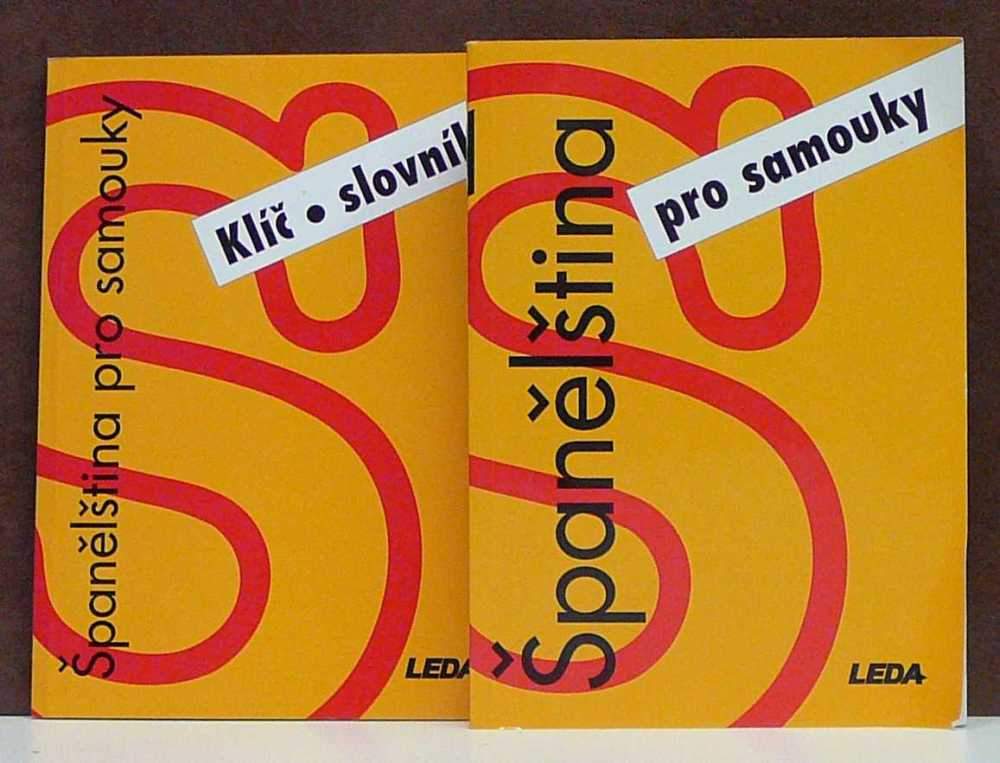 Španělština pro samouky
Klíč • slovník
LEDA
Španělština
pro samouky
LEDA